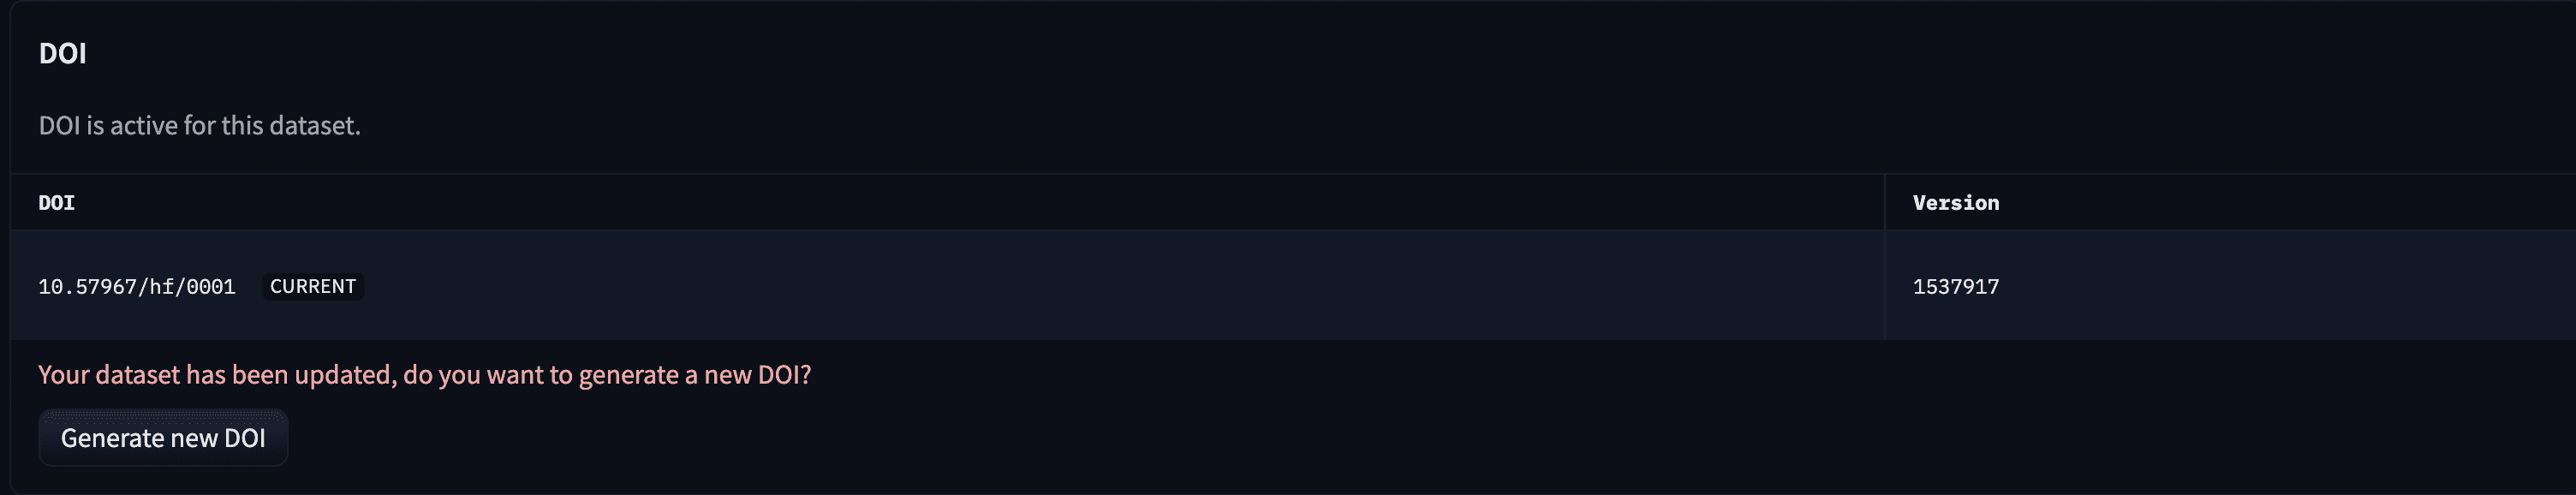 DOI
DOI is active for this dataset.
DOI Version
10.57967/hf/0001 CURRENT 1537917
Your dataset has been updated, do you want to generate a new DOI?
Generate new DOI